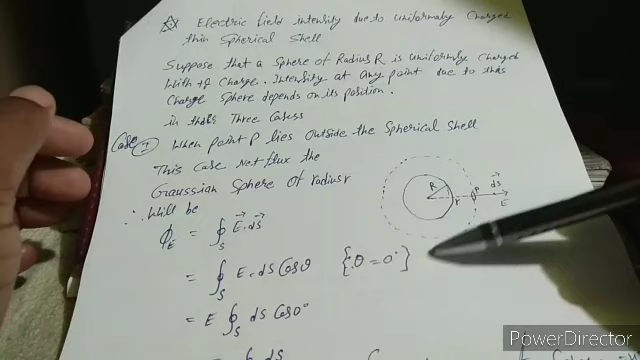 Electric field intensity due to uniformaly Charged
thin Spherical Shell
Suppose that a Sphere of Radius R is uniformly charged
With +q Charge. Intensity at any point due to this
Charge Sphere depends on its position.
in this Three Cases
Case I When point P lies outside the Spherical Shell
This Case Net flux the
Gaussian Sphere of radius r
∴ Will be
R
r
P
ds
E
ϕE = ∮S E⃗.ds⃗
= ∮S E.ds Cosθ {∵θ = 0°}
= E ∮S ds Cos0°
ds
PowerDirector